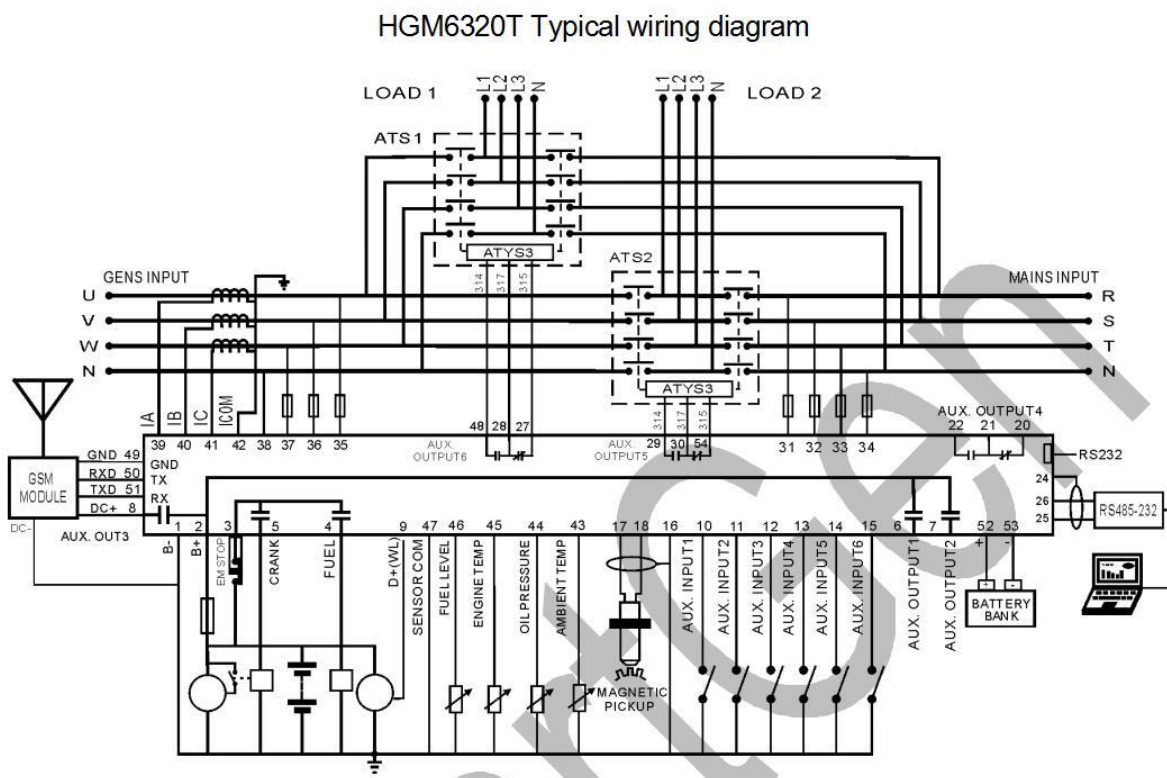 HGM6320T Typical wiring diagram
L1 L2 L3 N
L1 L2 L3 N
LOAD 1
LOAD 2
ATS1
ATYS3
ATS2
314 317 315
GENS INPUT
MAINS INPUT
U
R
V
S
W
T
N
N
ATYS3
314 317 315
IA IB IC ICOM
39 40 41 42 38 37 36 35
48 28 27
AUX.
OUTPUT6
29 30 54
AUX.
OUTPUT5
31 32 33 34
AUX. OUTPUT4
22 21 20
RS232
24
26
25
RS485-232
GSM
MODULE
GND 49
GND
RXD 50
TX
TXD 51
RX
DC+ 8
DC-
AUX. OUT3
1 2 3 5 4 9 47 46 45 44 43 17 18 16 10 11 12 13 14 15 6 7 52 53
B-
B+
EM STOP
CRANK
FUEL
D+(WL)
SENSOR COM
FUEL LEVEL
ENGINE TEMP
OIL PRESSURE
AMBIENT TEMP
MAGNETIC
PICKUP
AUX. INPUT1
AUX. INPUT2
AUX. INPUT3
AUX. INPUT4
AUX. INPUT5
AUX. INPUT6
AUX. OUTPUT1
AUX. OUTPUT2
+ -
+ -
BATTERY
BANK